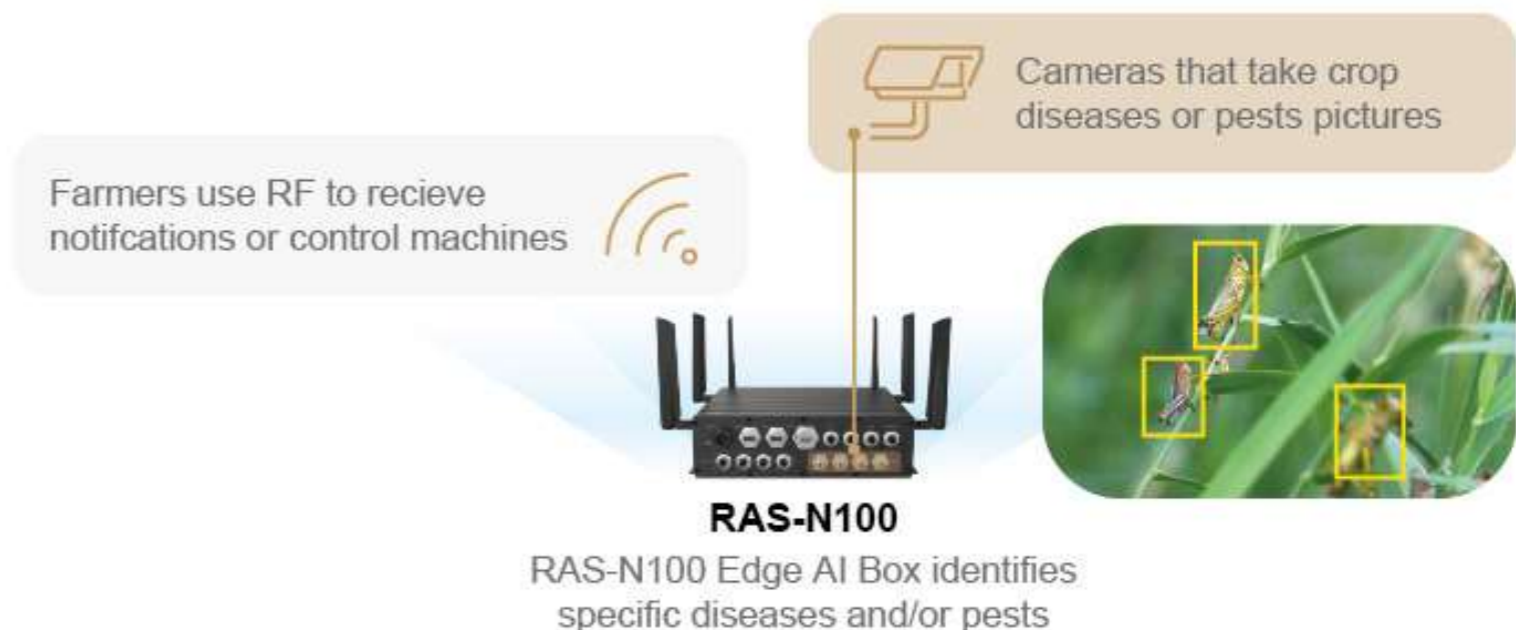 Cameras that take crop
diseases or pests pictures
Farmers use RF to recieve
notifcations or control machines
RAS-N100
RAS-N100 Edge AI Box identifies
specific diseases and/or pests